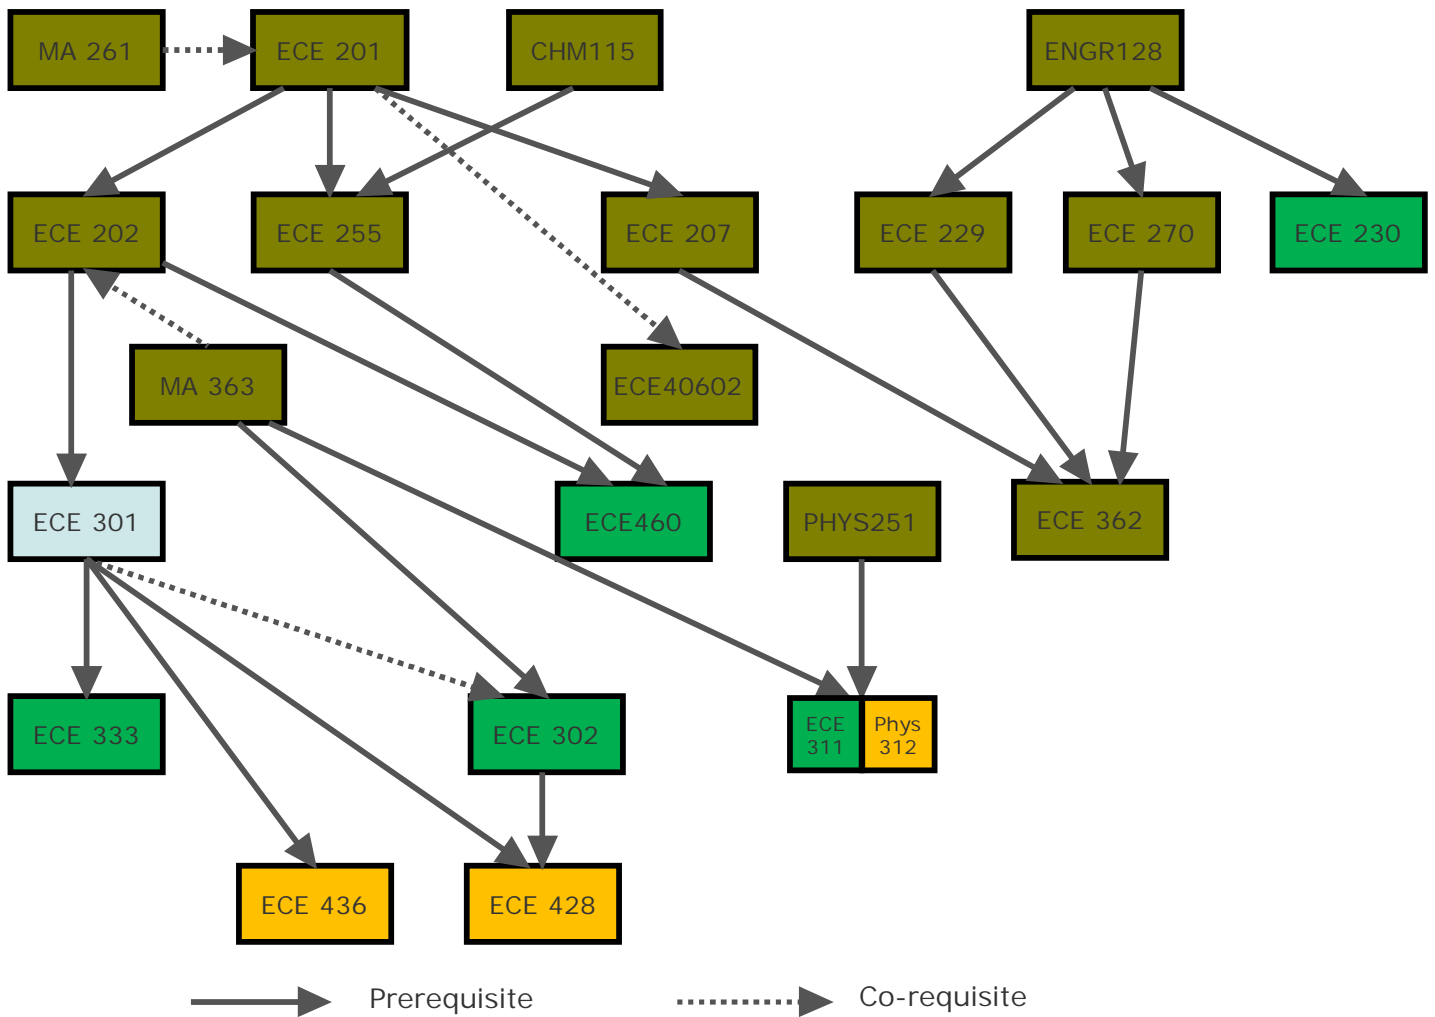 MA 261
ECE 201
CHM115
ENGR128
ECE 202
ECE 255
ECE 207
ECE 229
ECE 270
ECE 230
MA 363
ECE40602
ECE 301
ECE460
PHYS251
ECE 362
ECE 333
ECE 302
ECE
311
Phys
312
ECE 436
ECE 428
Prerequisite
Co-requisite